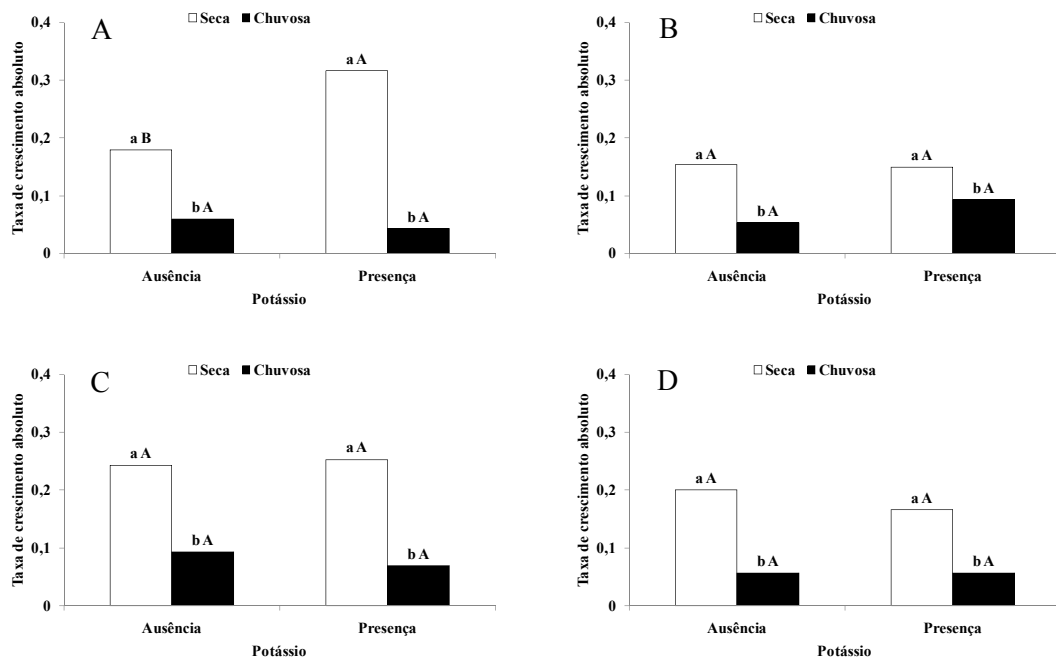 A
Seca Chuvosa
Taxa de crescimento absoluto
0,4
0,3
0,2
0,1
0
a B
b A
a A
b A
Ausência Presença
Potássio
B
Seca Chuvosa
Taxa de crescimento absoluto
0,4
0,3
0,2
0,1
0
a A
b A
a A
b A
Ausência Presença
Potássio
C
Seca Chuvosa
Taxa de crescimento absoluto
0,4
0,3
0,2
0,1
0
a A
b A
a A
b A
Ausência Presença
Potássio
D
Seca Chuvosa
Taxa de crescimento absoluto
0,4
0,3
0,2
0,1
0
a A
b A
a A
b A
Ausência Presença
Potássio